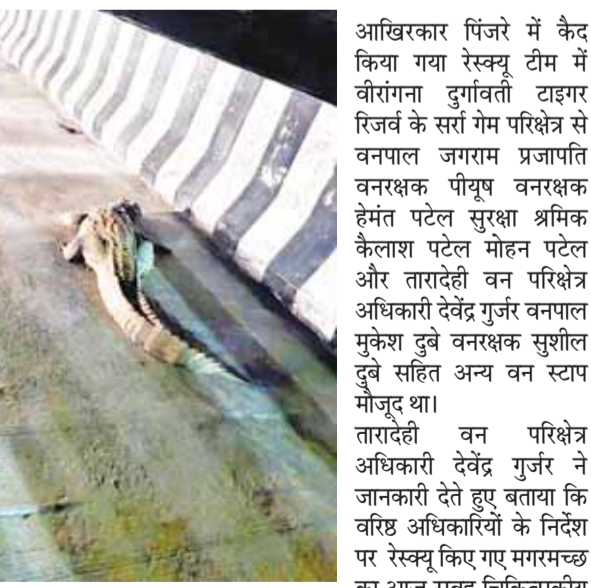 आखिरकार पिंजरे में कैद
किया गया रेस्क्यू टीम में
वीरांगना दुर्गावती टाइगर
रिजर्व के सर्रा गेम परिक्षेत्र से
वनपाल जगराम प्रजापति
वनरक्षक पीयूष वनरक्षक
हेमंत पटेल सुरक्षा श्रमिक
कैलाश पटेल मोहन पटेल
और तारादेही वन परिक्षेत्र
अधिकारी देवेंद्र गुर्जर वनपाल
मुकेश दुबे वनरक्षक सुशील
दुबे सहित अन्य वन स्टाप
मौजूद था।
तारादेही वन परिक्षेत्र
अधिकारी देवेंद्र गुर्जर ने
जानकारी देते हुए बताया कि
वरिष्ठ अधिकारियों के निर्देश
पर रेस्क्यू किए गए मगरमच्छ